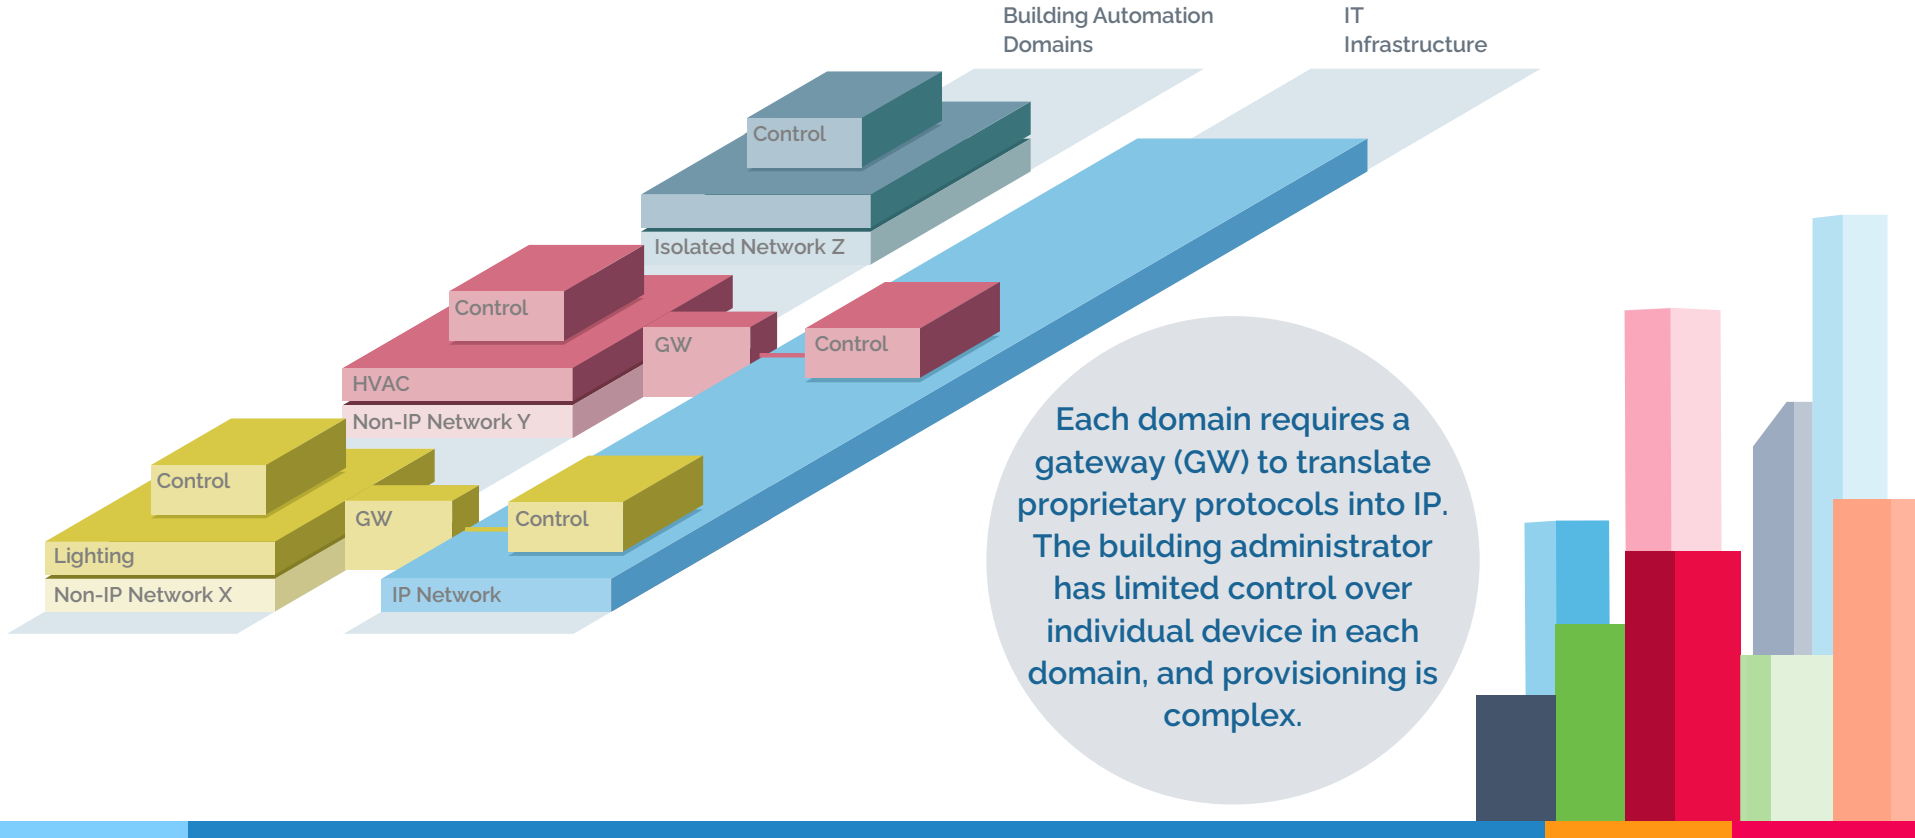 Building Automation
Domains
IT
Infrastructure
Control
Isolated Network Z
Control
GW
Control
HVAC
Non-IP Network Y
Control
GW
Control
Lighting
Non-IP Network X
IP Network
Each domain requires a
gateway (GW) to translate
proprietary protocols into IP.
The building administrator
has limited control over
individual device in each
domain, and provisioning is
complex.